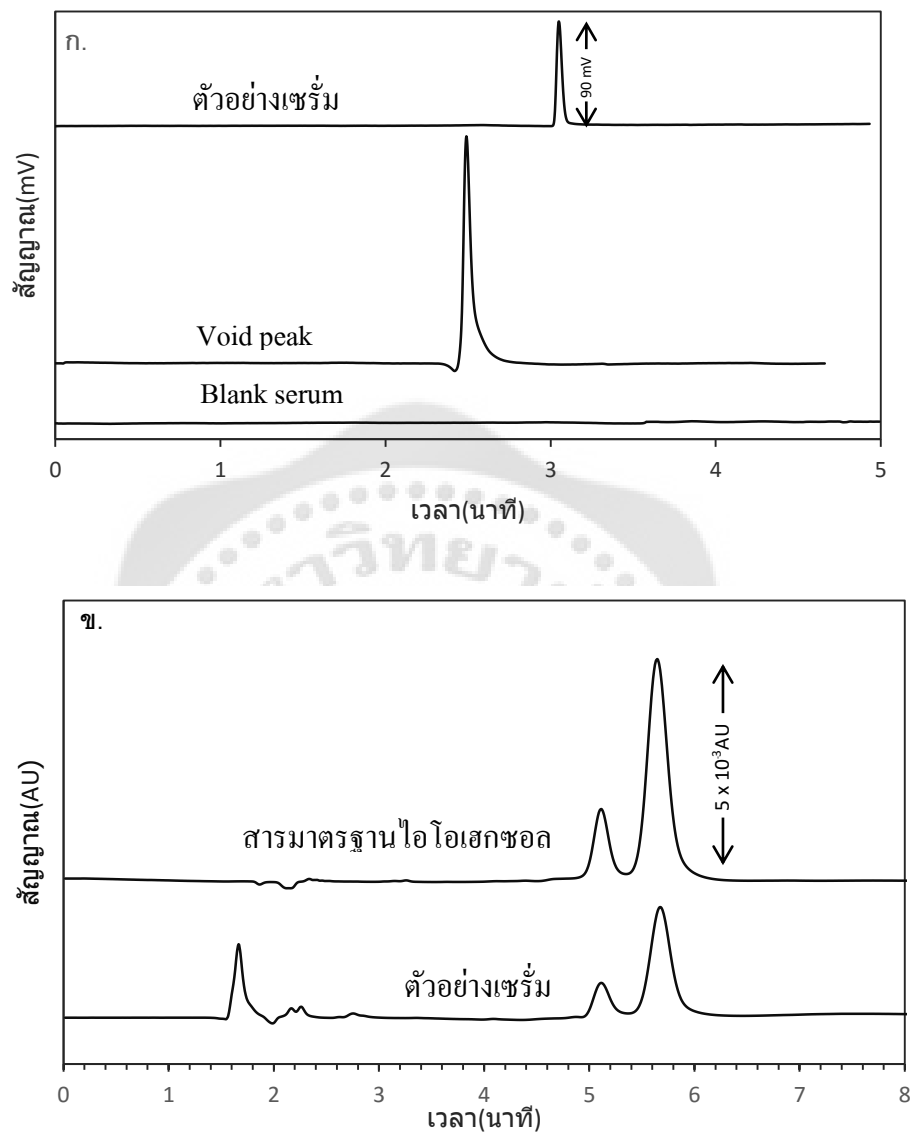 ก.
ตัวอย่างเซรั่ม
90 mV
สัญญาณ(mV)
Void peak
Blank serum
0 1 2 3 4 5
เวลา(นาที)
ข.
สารมาตรฐานไอโอเฮกซอล
5 x 10³AU
สัญญาณ(AU)
ตัวอย่างเซรั่ม
0 1 2 3 4 5 6 7 8
เวลา(นาที)